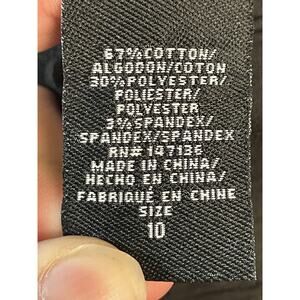 67% COTTON/
ALGODON/COTON
30% POLYESTER/
POLIESTER/
POLYESTER
3% SPANDEX/
SPANDEX/SPANDEX
RN# 147136
MADE IN CHINA/
HECHO EN CHINA/
FABRIQUÉ EN CHINE
SIZE
10